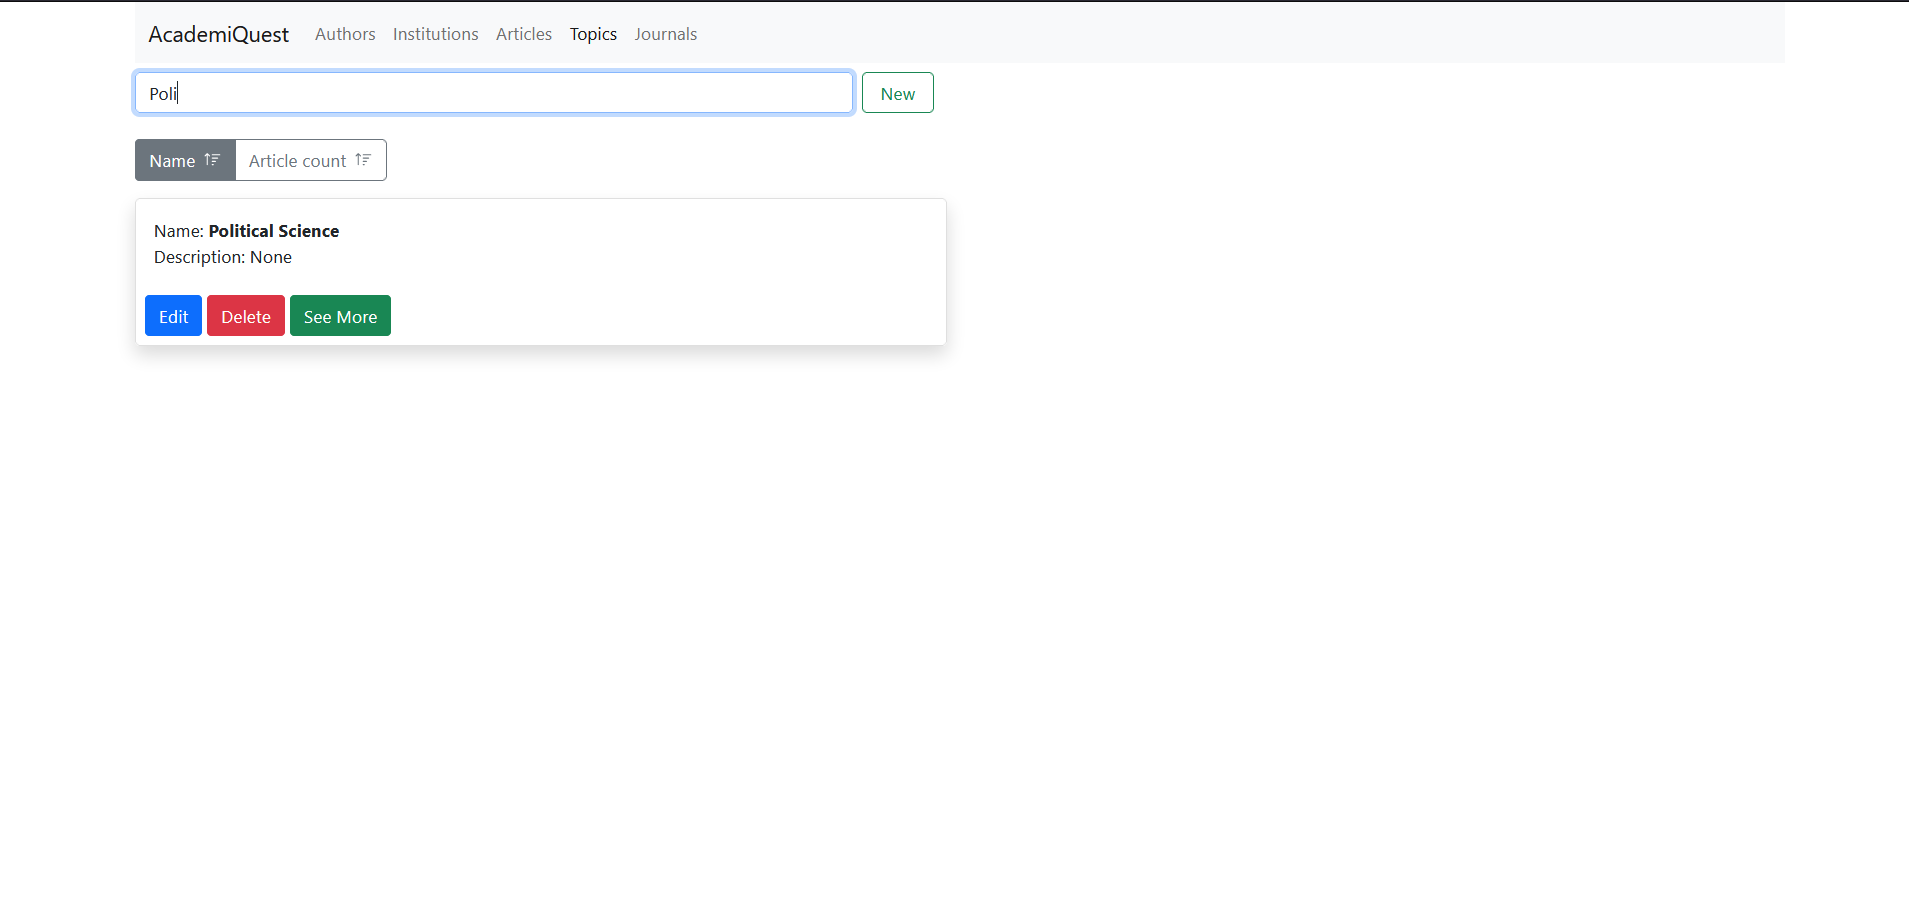 AcademiQuest Authors Institutions Articles Topics Journals
Poli New
Name Article count
Name: Political Science
Description: None
Edit Delete See More